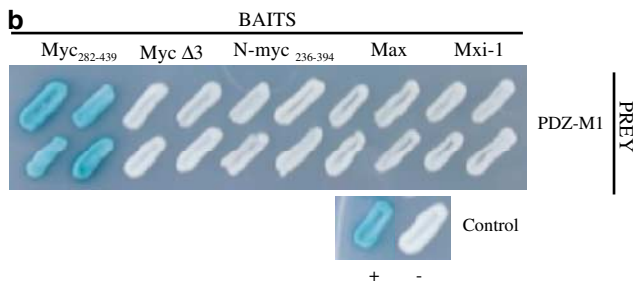 b
BAITS
Myc282-439 Myc Δ3 N-myc 236-394 Max Mxi-1
PDZ-M1
PREY
Control
+ -